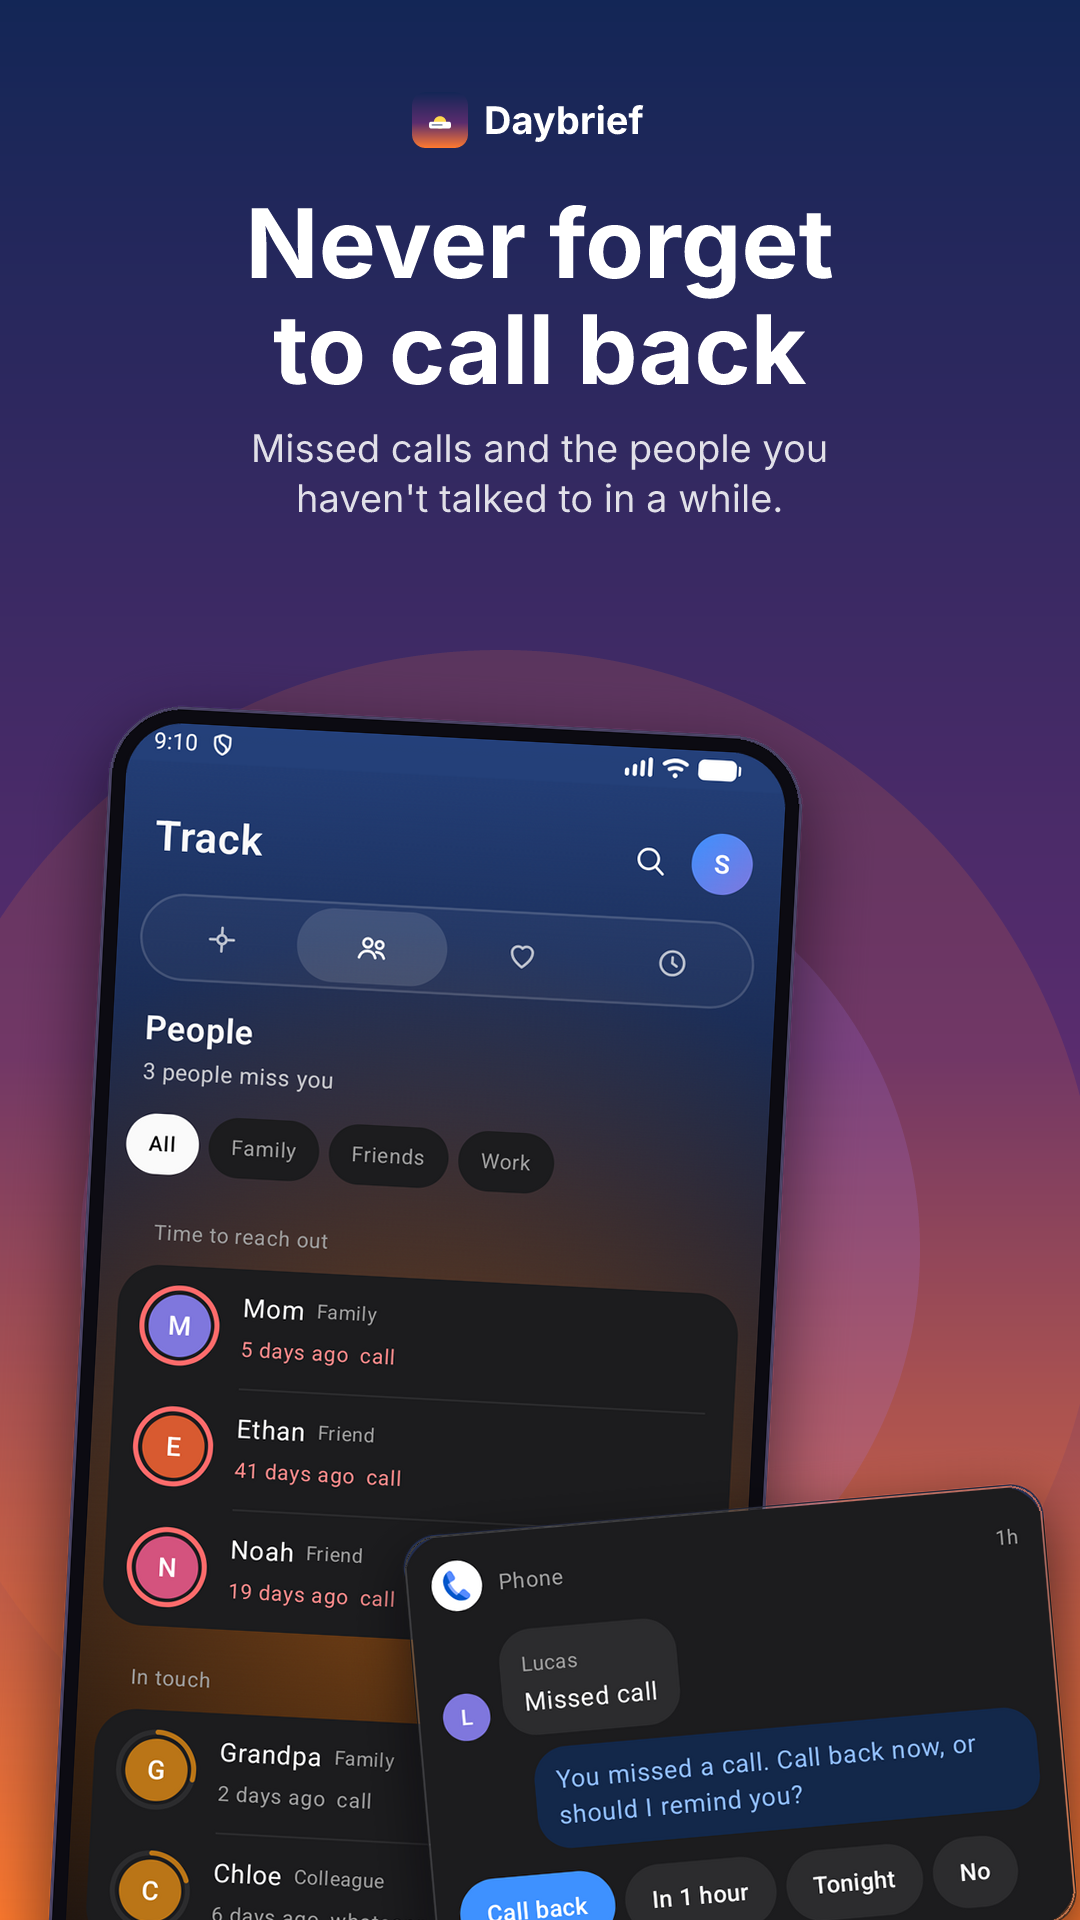 Daybrief
Never forget
to call back
Missed calls and the people you
haven't talked to in a while.
9:10
Track
S
People
3 people miss you
All
Family
Friends
Work
Time to reach out
M
Mom Family
5 days ago call
E
Ethan Friend
41 days ago call
N
Noah Friend
19 days ago call
In touch
G
Grandpa Family
2 days ago call
C
Chloe Colleague
6 days ago
Phone
1h
Lucas
Missed call
L
You missed a call. Call back now, or
should I remind you?
Call back
In 1 hour
Tonight
No